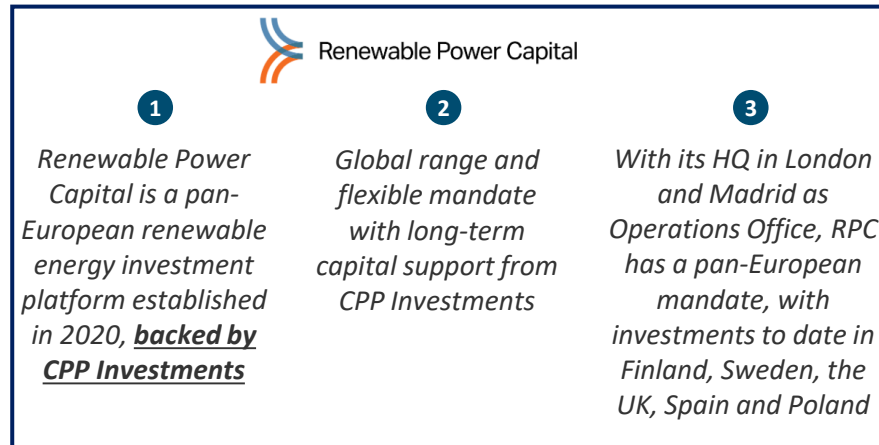 Renewable Power Capital
1
Renewable Power
Capital is a pan-
European renewable
energy investment
platform established
in 2020, backed by
CPP Investments
2
Global range and
flexible mandate
with long-term
capital support from
CPP Investments
3
With its HQ in London
and Madrid as
Operations Office, RPC
has a pan-European
mandate, with
investments to date in
Finland, Sweden, the
UK, Spain and Poland